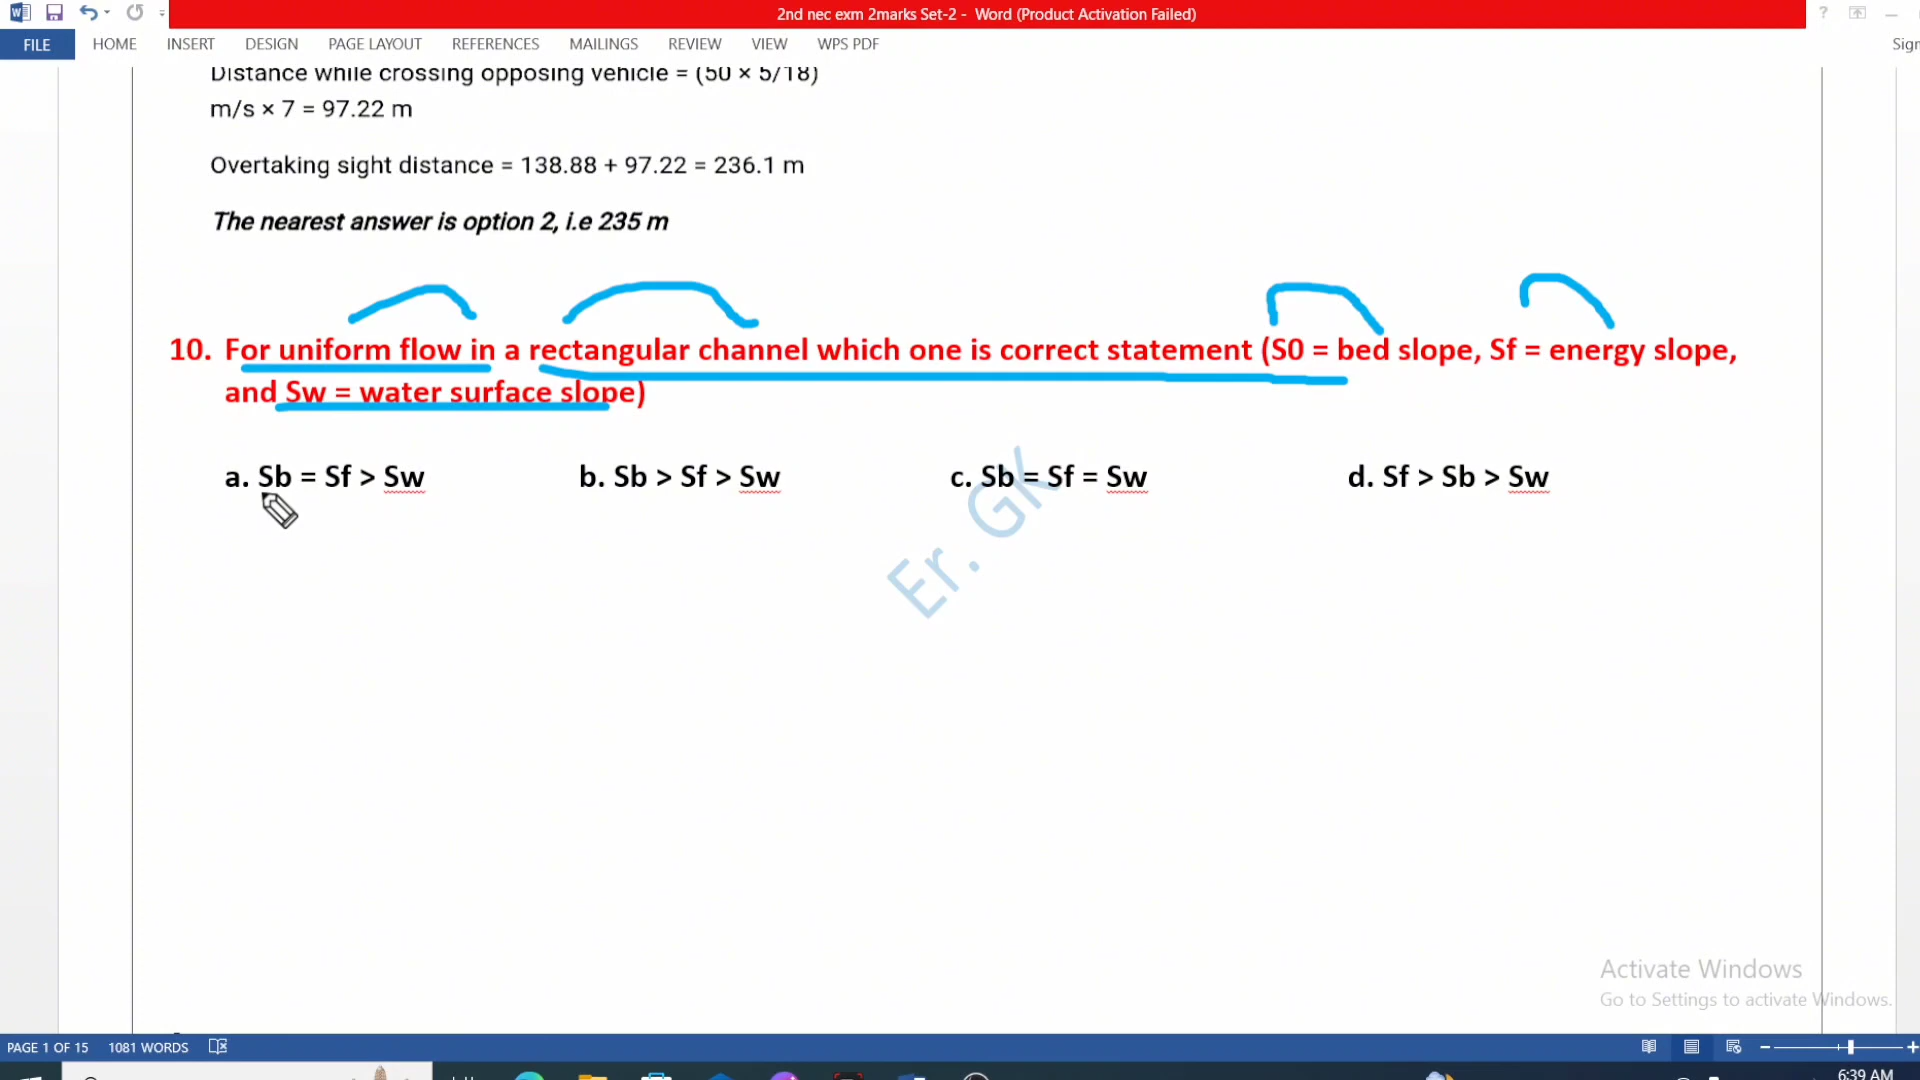 2nd nec exm 2marks Set-2 - Word (Product Activation Failed)
FILE HOME INSERT DESIGN PAGE LAYOUT REFERENCES MAILINGS REVIEW VIEW WPS PDF Sign
Distance while crossing opposing vehicle = (50 × 5/18)
m/s × 7 = 97.22 m
Overtaking sight distance = 138.88 + 97.22 = 236.1 m
The nearest answer is option 2, i.e 235 m
10. For uniform flow in a rectangular channel which one is correct statement (S0 = bed slope, Sf = energy slope,
and Sw = water surface slope)
a. Sb = Sf > Sw b. Sb > Sf > Sw c. Sb = Sf = Sw d. Sf > Sb > Sw
Er. GK
Activate Windows
Go to Settings to activate Windows.
PAGE 1 OF 15 1081 WORDS
6:39 AM